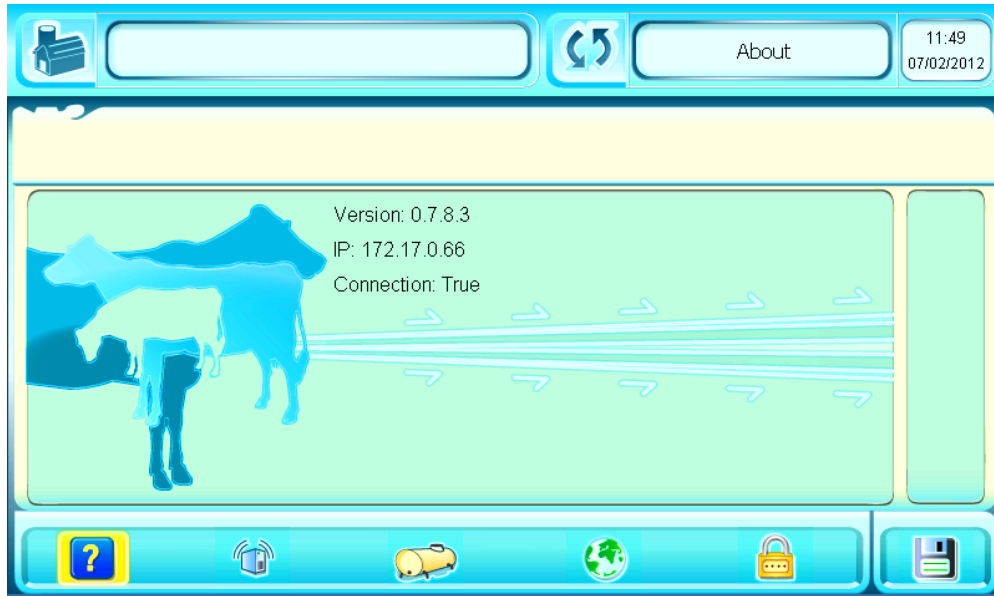 About
11:49
07/02/2012
Version: 0.7.8.3
IP: 172.17.0.66
Connection: True
?